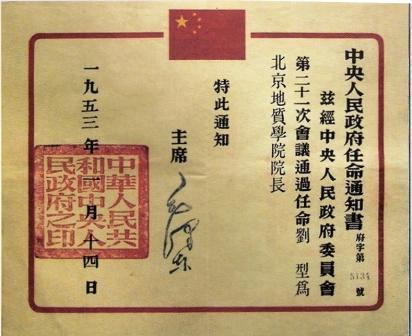 中央人民政府任命通知書 府字第 5134 號
茲經中央人民政府委員會
第二十一次會議通過任命劉 型爲
北京地質學院院長
特此通知
主席 毛澤東
一九五三年 月十四日
中華人民共
和國中央人
民政府之印